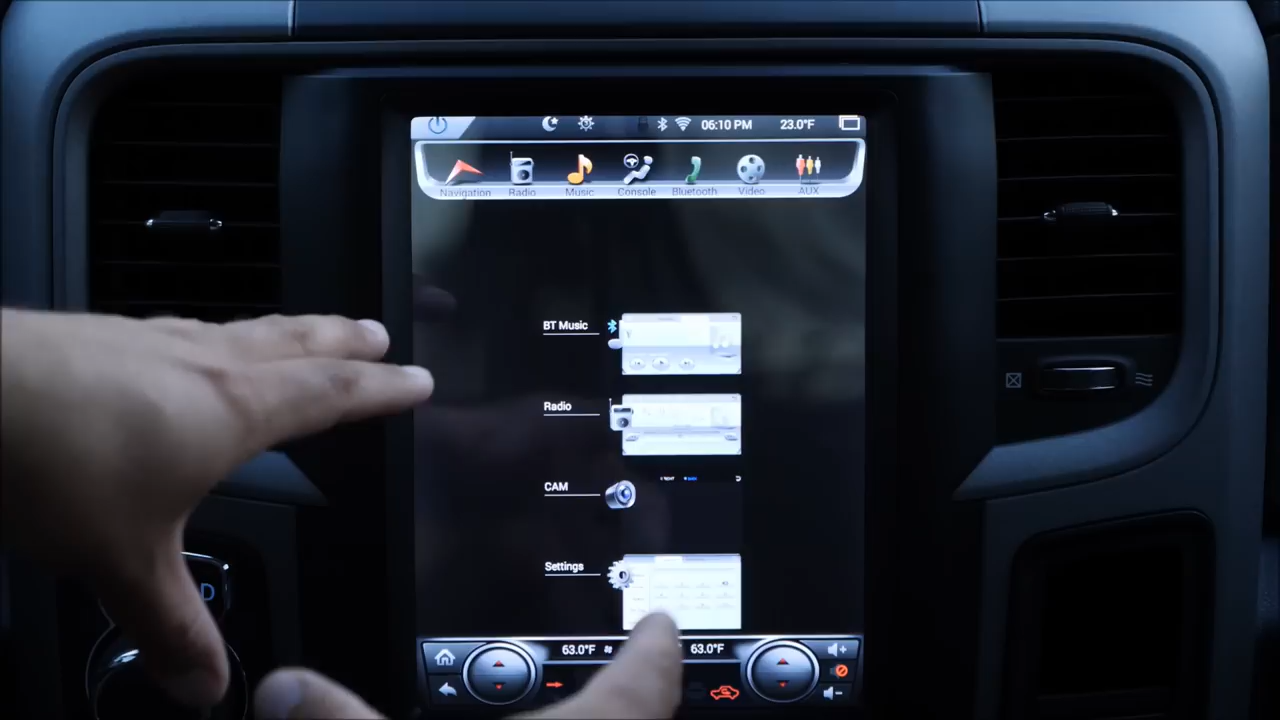 06:10 PM 23.0°F
Navigation Radio Music Console Bluetooth Video AUX
BT Music
Radio
CAM
Settings
63.0°F 63.0°F
D